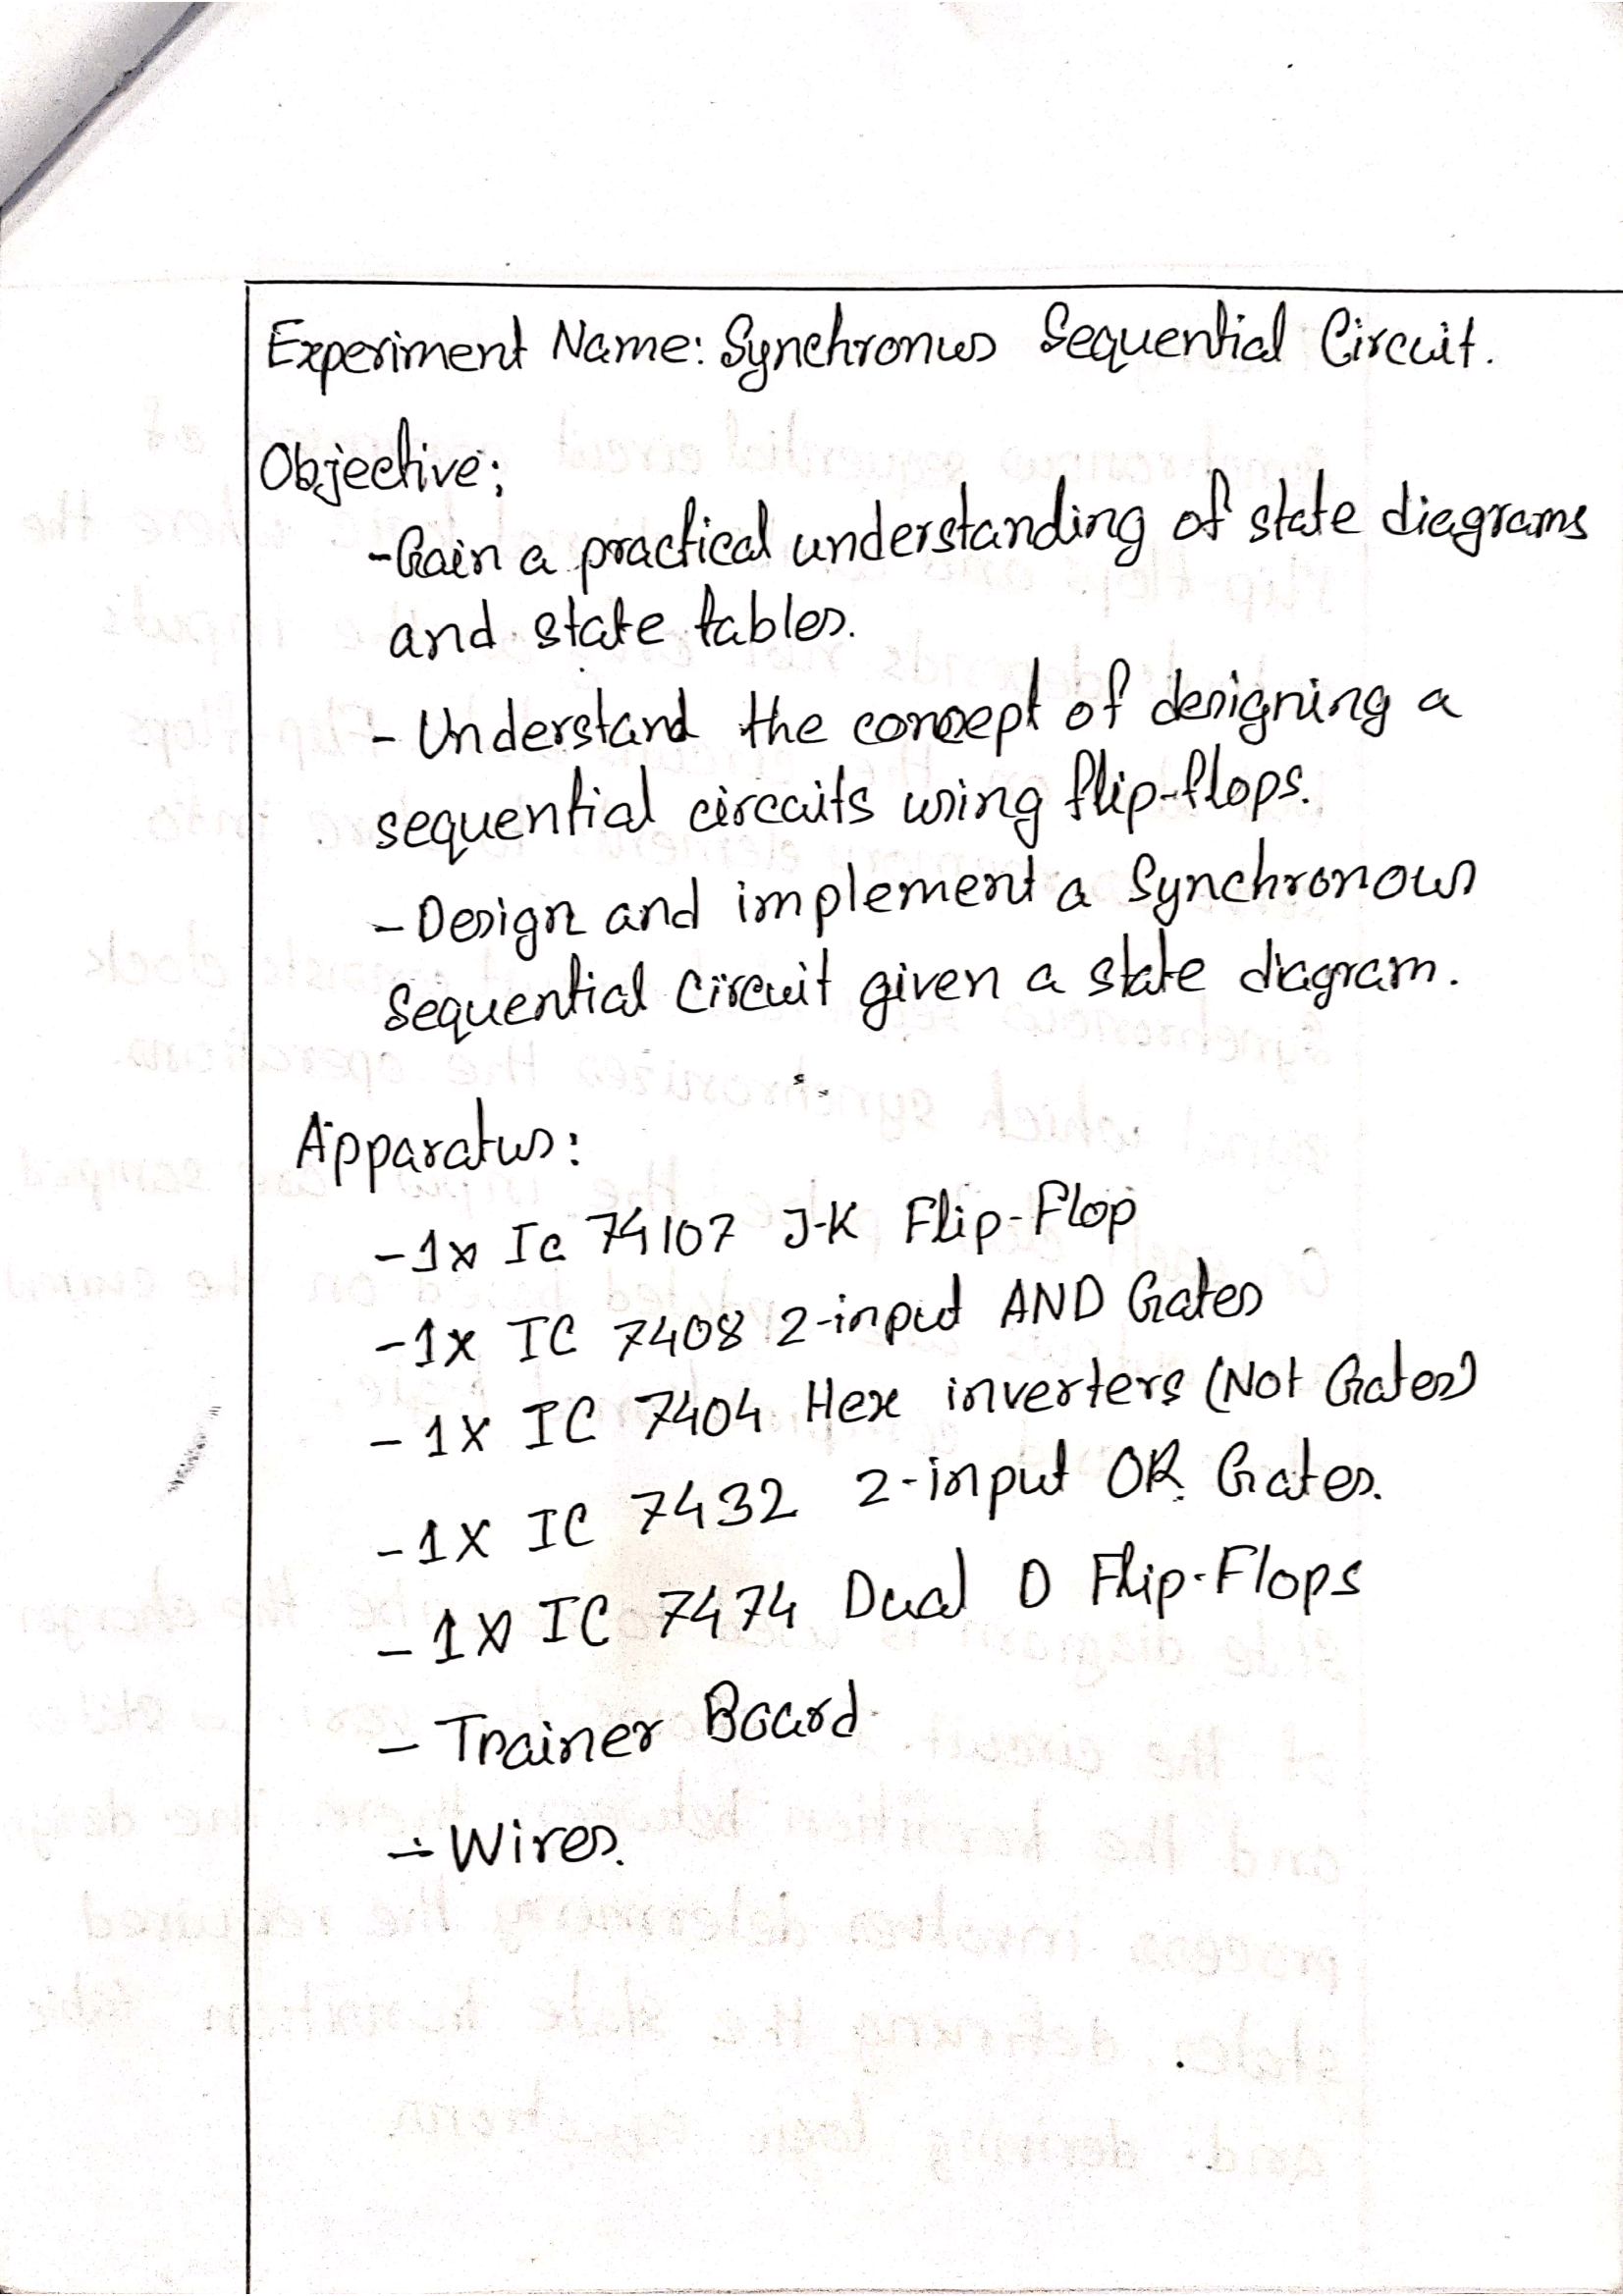 Experiment Name: Synchronus Sequential Circuit.
Objective;
-Gain a practical understanding of state diagrams
and state tables.
- Understand the concept of designing a
sequential circuits using flip-flops.
- Design and implement a Synchronous
Sequential Circuit given a state diagram.
Apparatus:
-1x Ic 74107 J-K Flip-Flop
-1x IC 7408 2-input AND Gates
- 1X IC 7404 Hex inverters (Not Gates)
-1X IC 7432 2-input OR Gates.
- 1X IC 7474 Dual D Flip-Flops
- Trainer Board
- Wires.